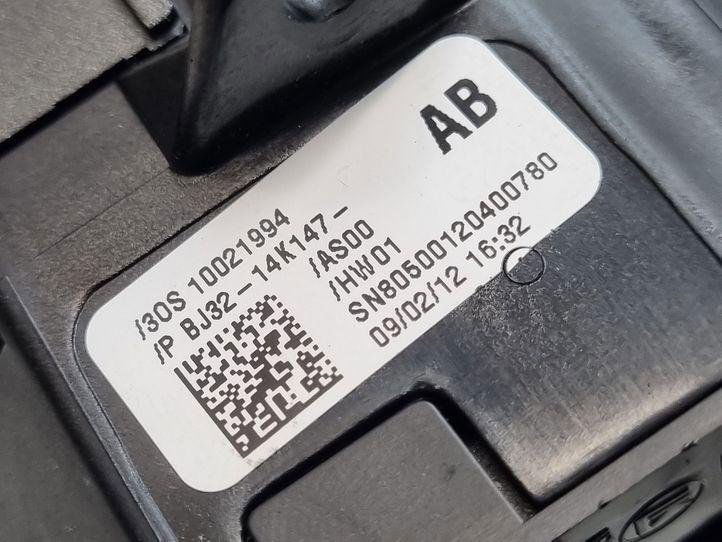 AB
/30S 10021994
/P BJ32-14K147-
/AS00
/HW01
SN80500120400780
09/02/12 16:32